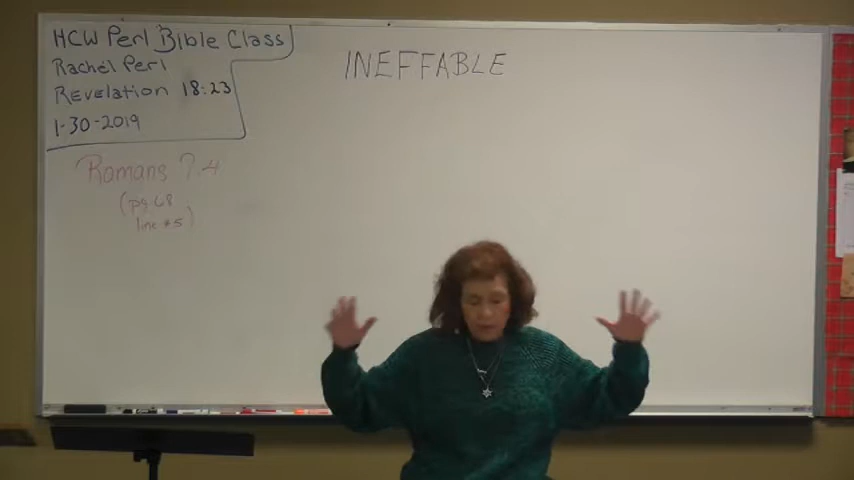 HCW Perl Bible Class
Rachel Perl
Revelation 18:23
1-30-2019
INEFFABLE
Romans 7:4
(pg 68
line #5)